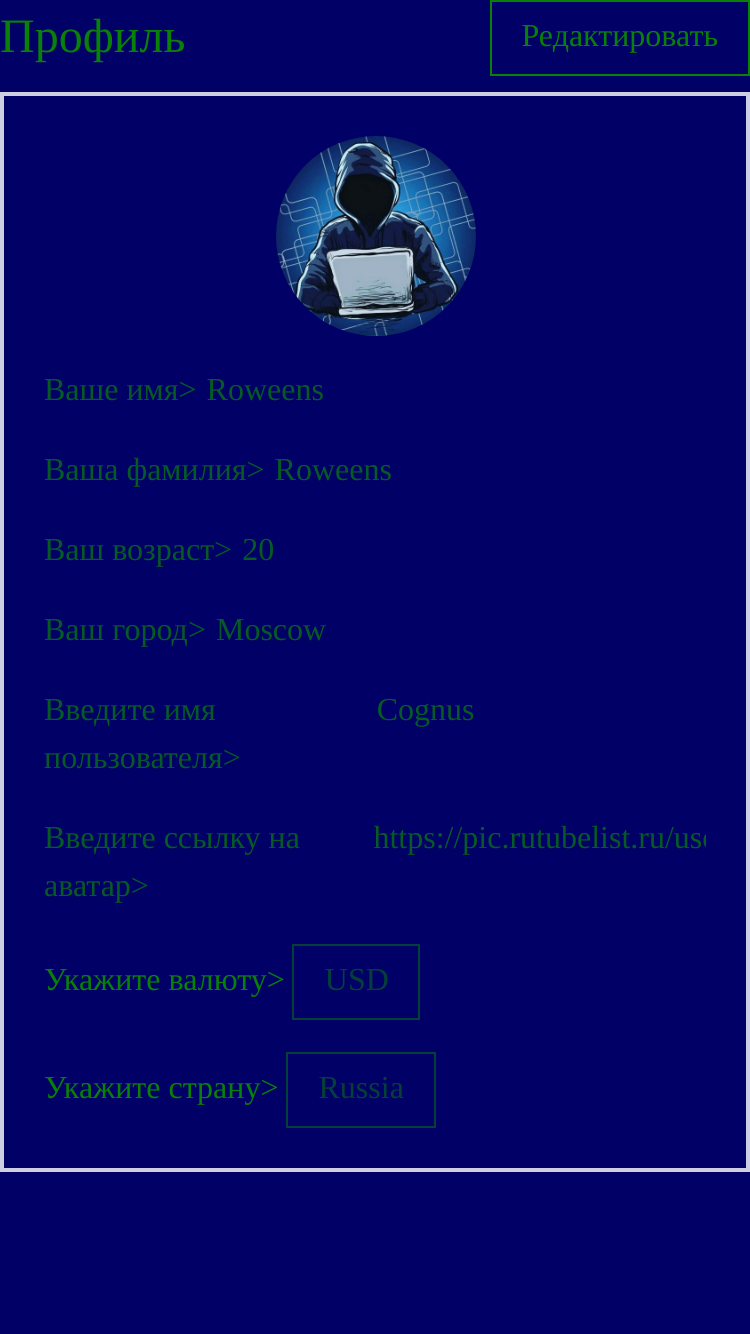 Профиль
Редактировать
Ваше имя> Roweens
Ваша фамилия> Roweens
Ваш возраст> 20
Ваш город> Moscow
Введите имя пользователя> Cognus
Введите ссылку на аватар> https://pic.rutubelist.ru/us
Укажите валюту> USD
Укажите страну> Russia